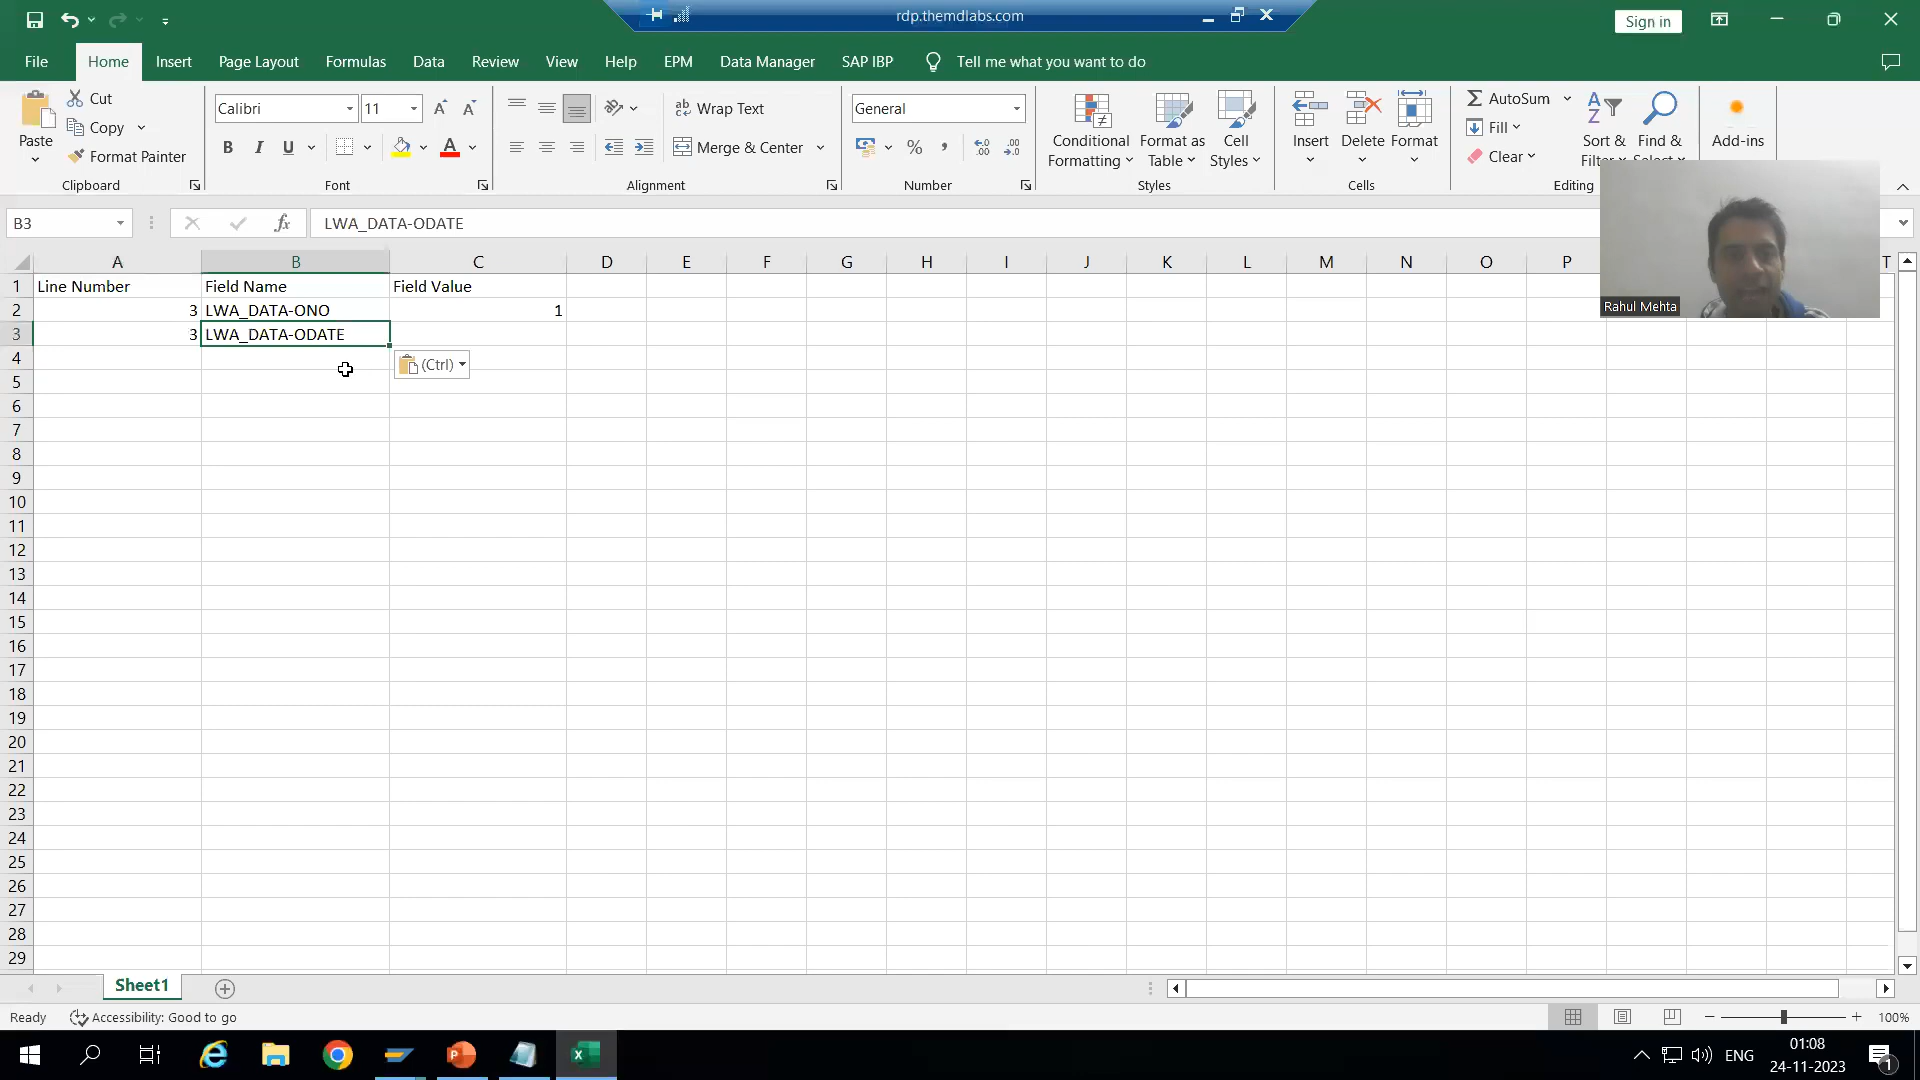 rdp.themdlabs.com
Sign in
File Home Insert Page Layout Formulas Data Review View Help EPM Data Manager SAP IBP Tell me what you want to do
Paste
Cut
Copy
Format Painter
Clipboard
Calibri 11
B I U
Font
Wrap Text
Merge & Center
Alignment
General
Number
Conditional Formatting
Format as Table
Cell Styles
Styles
Insert Delete Format
Cells
AutoSum
Fill
Clear
Sort & Filter
Find & Select
Editing
Add-ins
B3 fx LWA_DATA-ODATE
A B C D E F G H I J K L M N O P T
1 Line Number Field Name Field Value
2 3 LWA_DATA-ONO 1
3 3 LWA_DATA-ODATE
(Ctrl)
4
5
6
7
8
9
10
11
12
13
14
15
16
17
18
19
20
21
22
23
24
25
26
27
28
29
Rahul Mehta
Sheet1
Ready Accessibility: Good to go 100%
ENG
01:08
24-11-2023
1